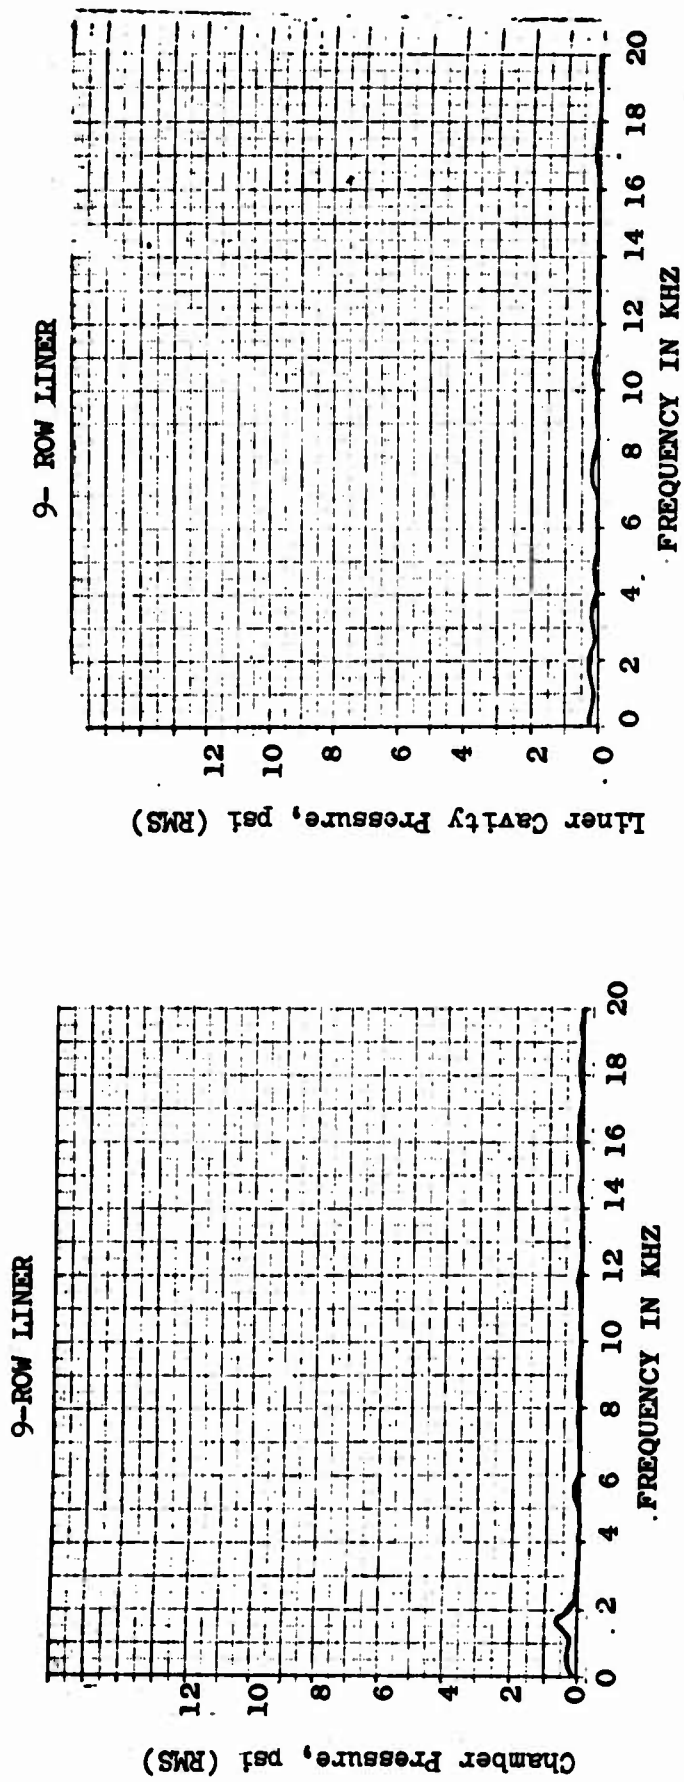 9-ROW LINER
Chamber Pressure, psi (RMS)
12
10
8
6
4
2
0
0 2 4 6 8 10 12 14 16 18 20
FREQUENCY IN KHZ
9- ROW LINER
Liner Cavity Pressure, psi (RMS)
12
10
8
6
4
2
0
0 2 4 6 8 10 12 14 16 18 20
FREQUENCY IN KHZ